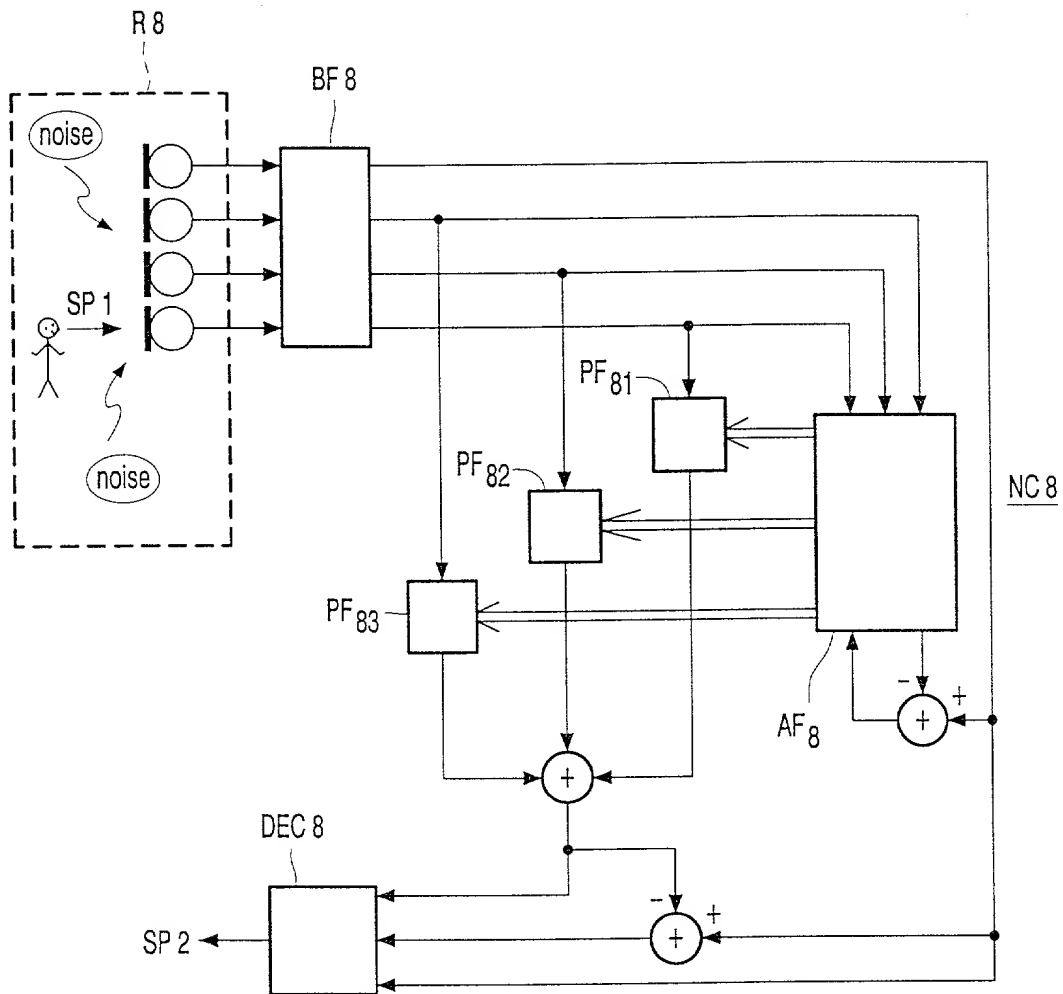 R 8
BF 8
noise
SP 1
noise
PF81
PF82
PF83
NC 8
AF8
- +
+
+
DEC 8
- +
+
SP 2